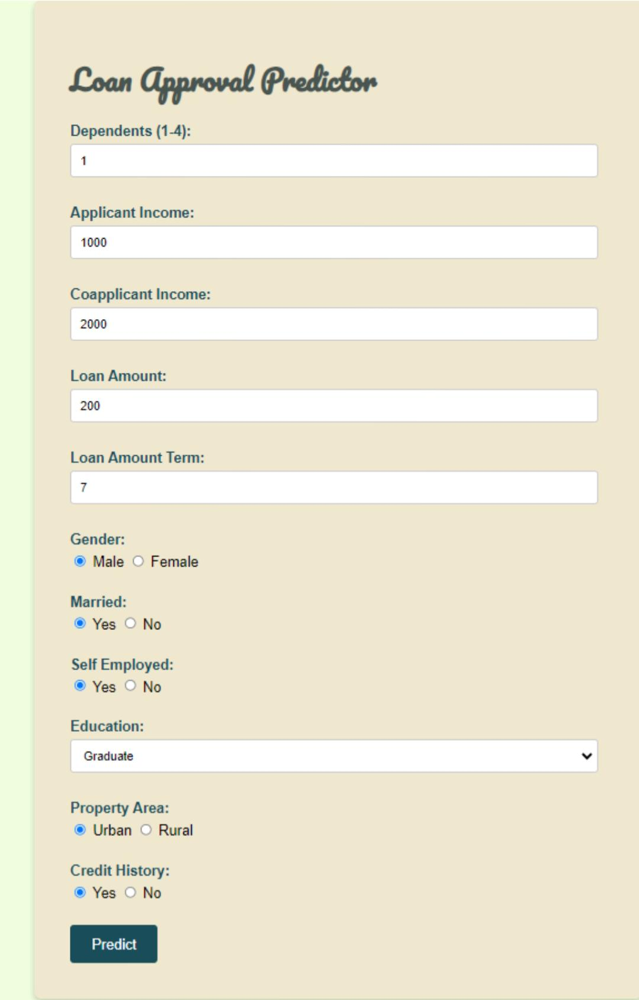 Loan Approval Predictor
Dependents (1-4):
1
Applicant Income:
1000
Coapplicant Income:
2000
Loan Amount:
200
Loan Amount Term:
7
Gender:
Male Female
Married:
Yes No
Self Employed:
Yes No
Education:
Graduate
Property Area:
Urban Rural
Credit History:
Yes No
Predict